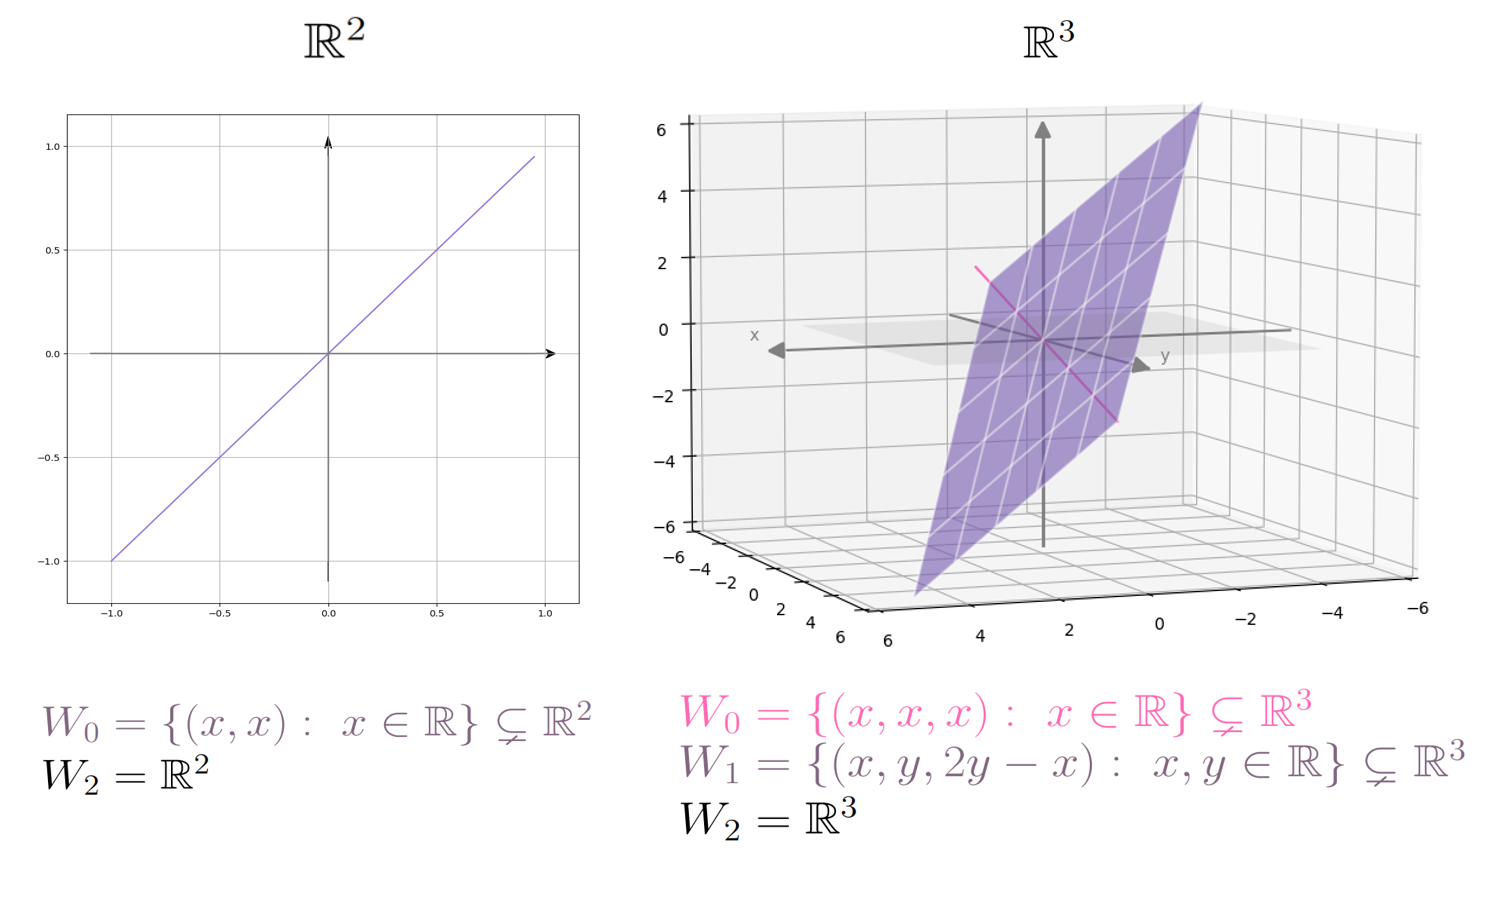 ℝ²
ℝ³
1.0
0.5
0.0
−0.5
−1.0
−1.0 −0.5 0.0 0.5 1.0
6
4
2
0
−2
−4
−6
x
y
−6
−4
−2
0
2
4
6
6 4 2 0 −2 −4 −6
W₀ = {(x, x) : x ∈ ℝ} ⊊ ℝ²
W₂ = ℝ²
W₀ = {(x, x, x) : x ∈ ℝ} ⊊ ℝ³
W₁ = {(x, y, 2y − x) : x, y ∈ ℝ} ⊊ ℝ³
W₂ = ℝ³